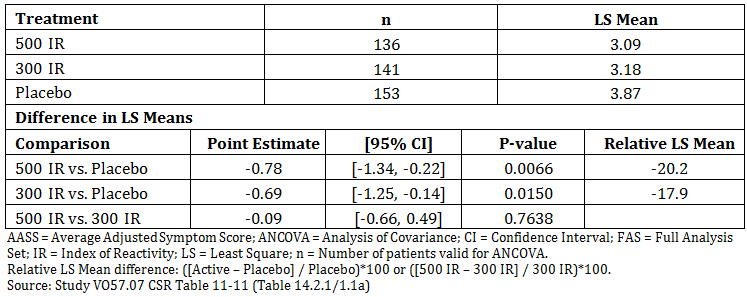 Treatment n LS Mean
500 IR 136 3.09
300 IR 141 3.18
Placebo 153 3.87
Difference in LS Means
Comparison Point Estimate [95% CI] P-value Relative LS Mean
500 IR vs. Placebo -0.78 [-1.34, -0.22] 0.0066 -20.2
300 IR vs. Placebo -0.69 [-1.25, -0.14] 0.0150 -17.9
500 IR vs. 300 IR -0.09 [-0.66, 0.49] 0.7638
AASS = Average Adjusted Symptom Score; ANCOVA = Analysis of Covariance; CI = Confidence Interval; FAS = Full Analysis
Set; IR = Index of Reactivity; LS = Least Square; n = Number of patients valid for ANCOVA.
Relative LS Mean difference: ([Active – Placebo] / Placebo)*100 or ([500 IR – 300 IR] / 300 IR)*100.
Source: Study VO57.07 CSR Table 11-11 (Table 14.2.1/1.1a)